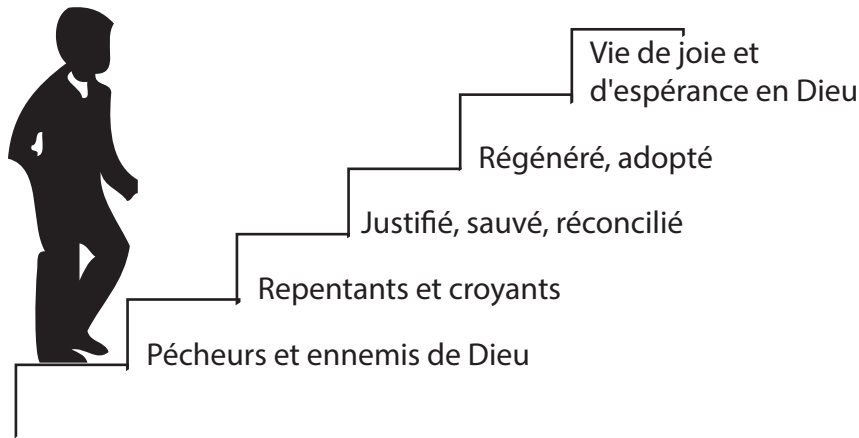 Vie de joie et
d'espérance en Dieu
Régénéré, adopté
Justifié, sauvé, réconcilié
Repentants et croyants
Pécheurs et ennemis de Dieu